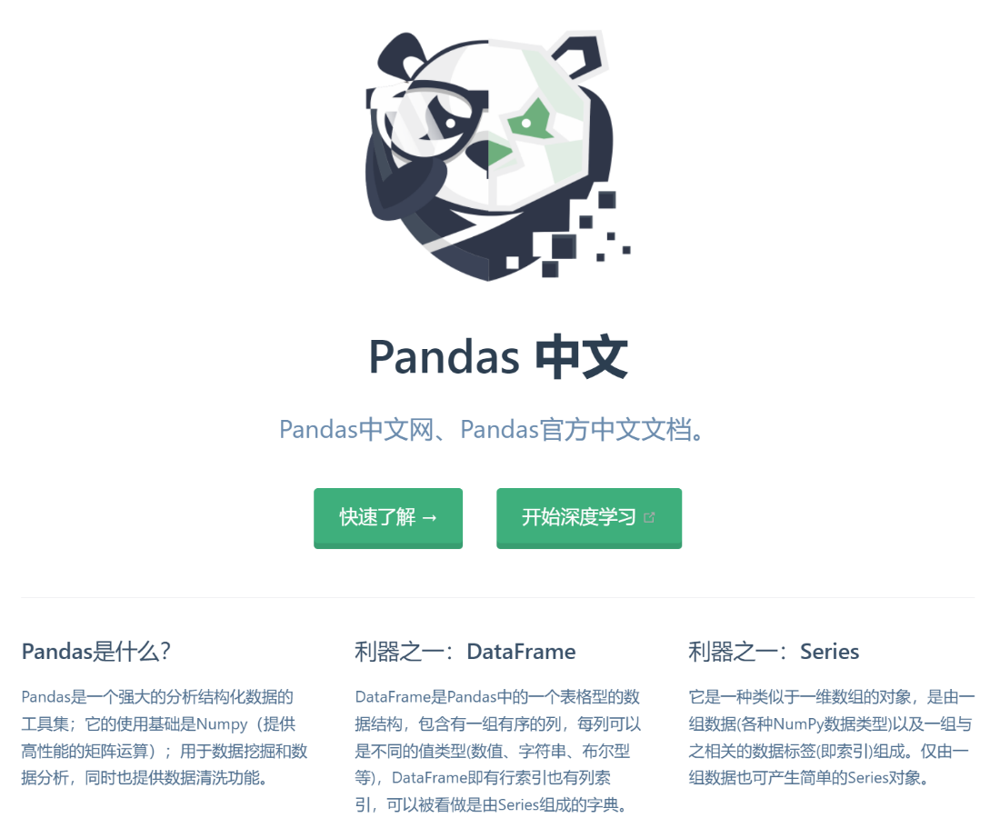 Pandas 中文
Pandas中文网、Pandas官方中文文档。
快速了解 →
开始深度学习
Pandas是什么？
Pandas是一个强大的分析结构化数据的
工具集；它的使用基础是Numpy（提供
高性能的矩阵运算）；用于数据挖掘和数
据分析，同时也提供数据清洗功能。
利器之一：DataFrame
DataFrame是Pandas中的一个表格型的数
据结构，包含有一组有序的列，每列可以
是不同的值类型(数值、字符串、布尔型
等)，DataFrame即有行索引也有列索
引，可以被看做是由Series组成的字典。
利器之一：Series
它是一种类似于一维数组的对象，是由一
组数据(各种NumPy数据类型)以及一组与
之相关的数据标签(即索引)组成。仅由一
组数据也可产生简单的Series对象。